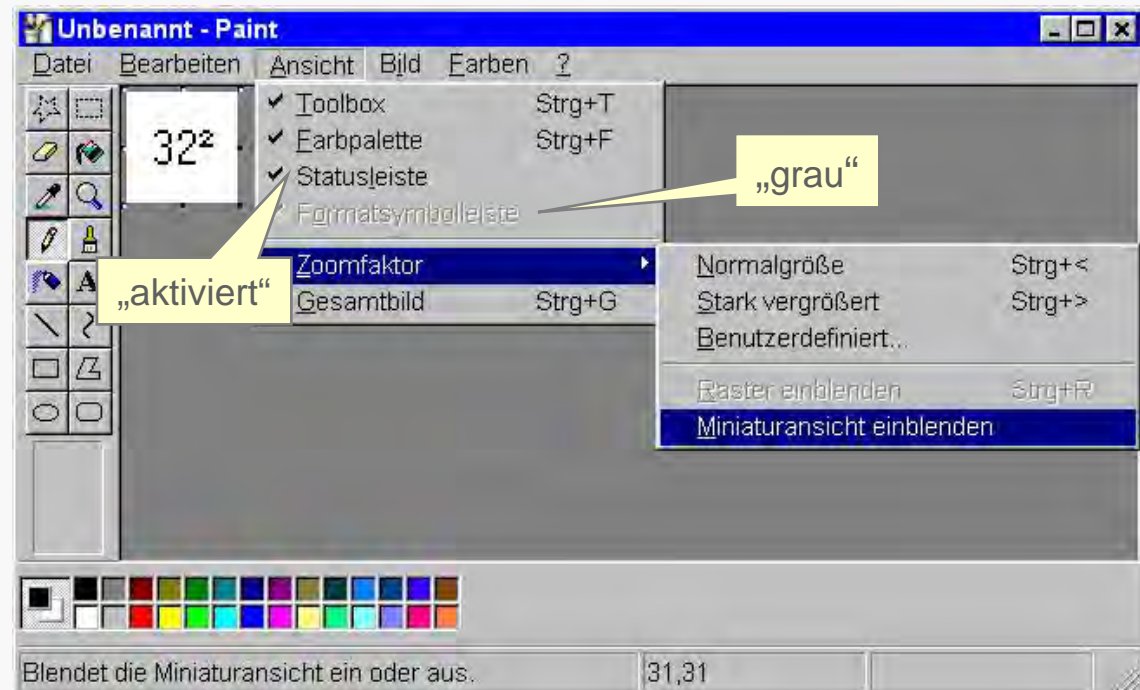 Unbenannt - Paint
Datei Bearbeiten Ansicht Bild Farben ?
Toolbox Strg+T
Farbpalette Strg+F
Statusleiste
Formatsymbolleiste
Zoomfaktor
Gesamtbild Strg+G
32²
„grau“
„aktiviert“
A
Normalgröße Strg+<
Stark vergrößert Strg+>
Benutzerdefiniert...
Raster einblenden Strg+R
Miniaturansicht einblenden
Blendet die Miniaturansicht ein oder aus. 31,31